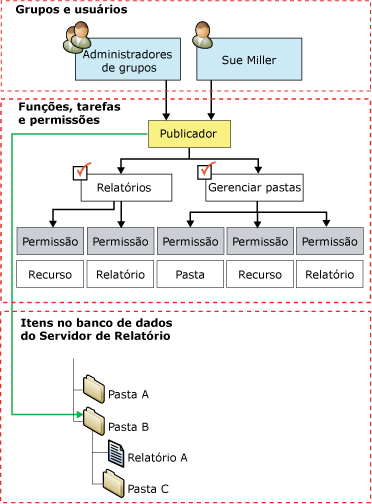 Grupos e usuários
Administradores
de grupos
Sue Miller
Funções, tarefas
e permissões
Publicador
Relatórios
Gerenciar pastas
Permissão
Permissão
Permissão
Permissão
Permissão
Recurso
Relatório
Pasta
Recurso
Relatório
Itens no banco de dados
do Servidor de Relatório
Pasta A
Pasta B
Relatório A
Pasta C